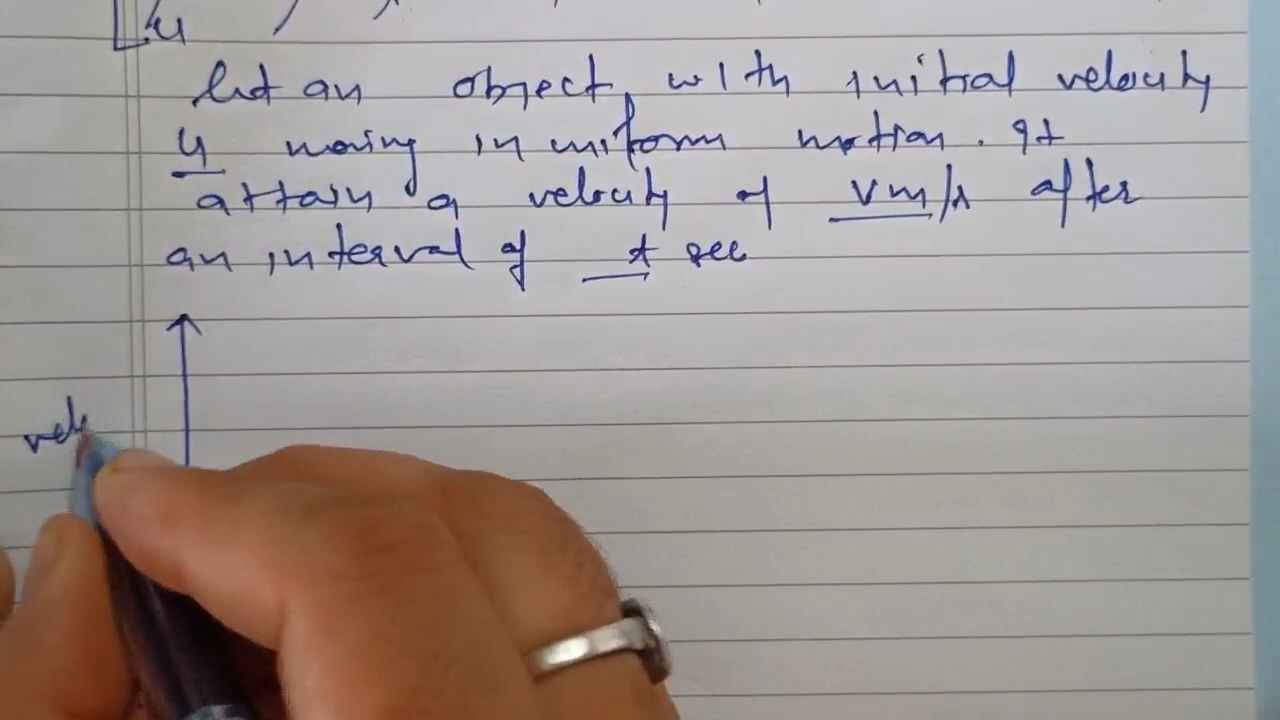 u
let an object, with initial velocity
u moving in uniform motion. It
attain a velocity of v m/s after
an interval of t sec
velo